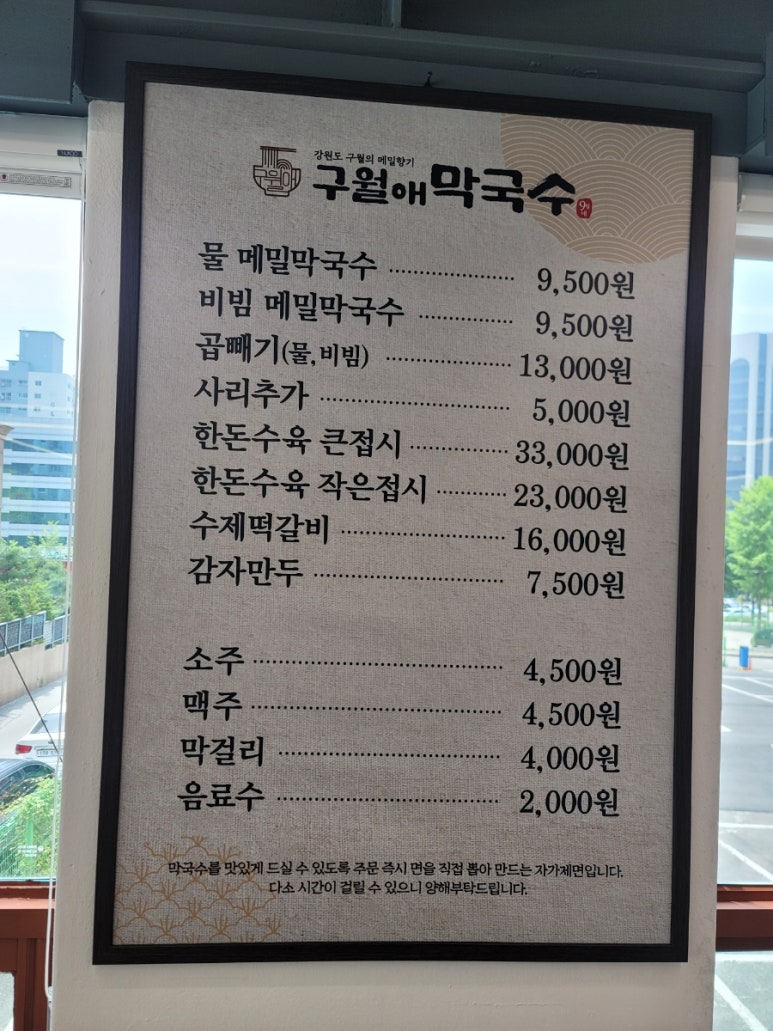 강원도 구월의 메밀향기
구월애 막국수
물 메밀막국수 9,500원
비빔 메밀막국수 9,500원
곱빼기(물, 비빔) 13,000원
사리추가 5,000원
한돈수육 큰접시 33,000원
한돈수육 작은접시 23,000원
수제떡갈비 16,000원
감자만두 7,500원
소주 4,500원
맥주 4,500원
막걸리 4,000원
음료수 2,000원
막국수를 맛있게 드실 수 있도록 주문 즉시 면을 직접 뽑아 만드는 자가제면입니다.
다소 시간이 걸릴 수 있으니 양해부탁드립니다.